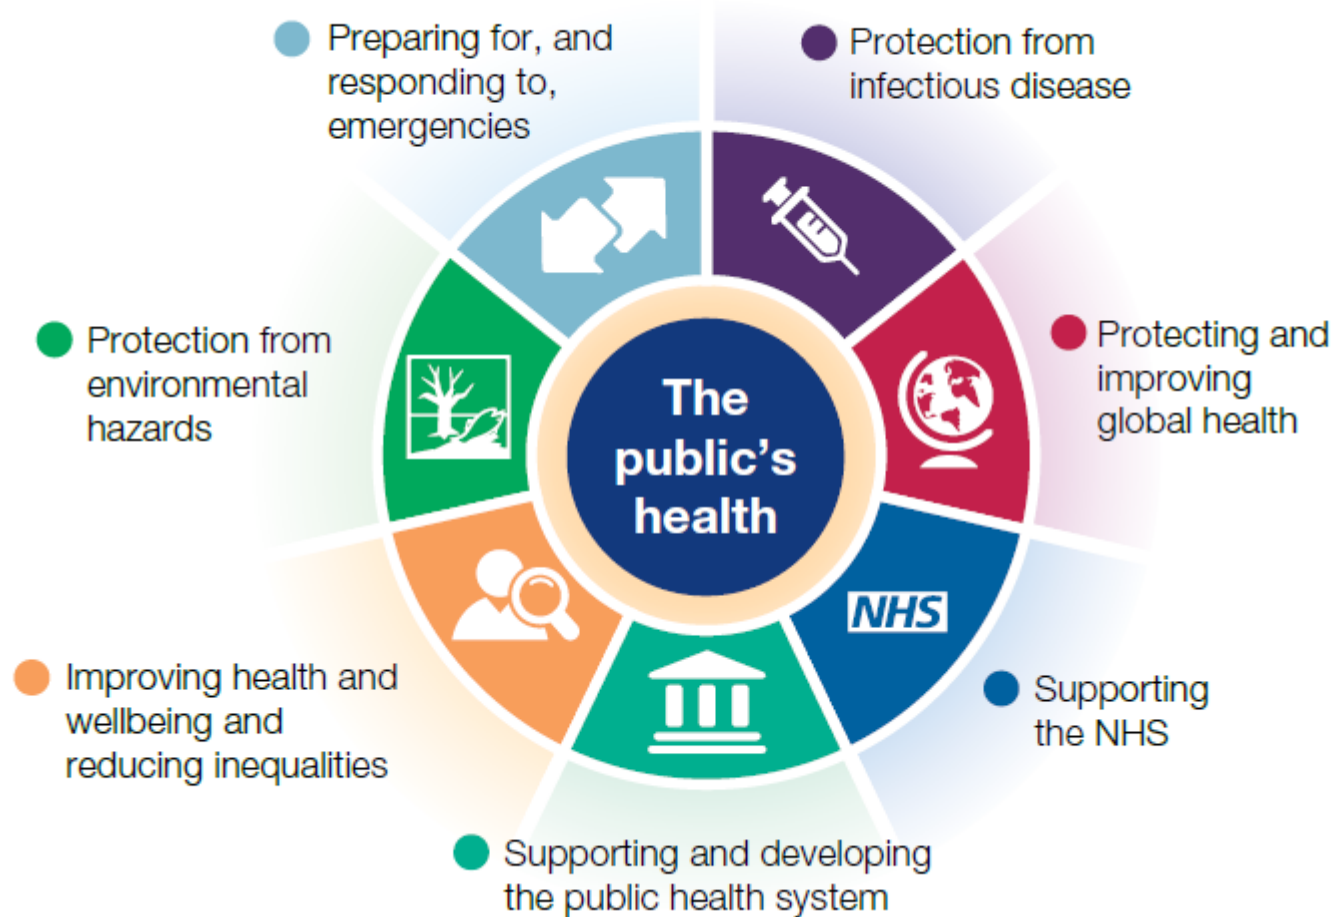 Preparing for, and
responding to,
emergencies
Protection from
infectious disease
Protecting and
improving
global health
Supporting
the NHS
NHS
Supporting and developing
the public health system
Improving health and
wellbeing and
reducing inequalities
Protection from
environmental
hazards
The
public's
health